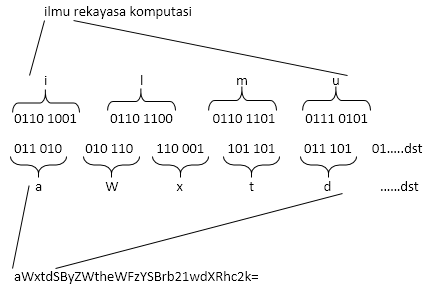 ilmu rekayasa komputasi
i l m u
0110 1001 0110 1100 0110 1101 0111 0101
011 010 010 110 110 001 101 101 011 101 01.....dst
a W x t d ......dst
aWxtdSByZWtheWFzYSBrb21wdXRhc2k=